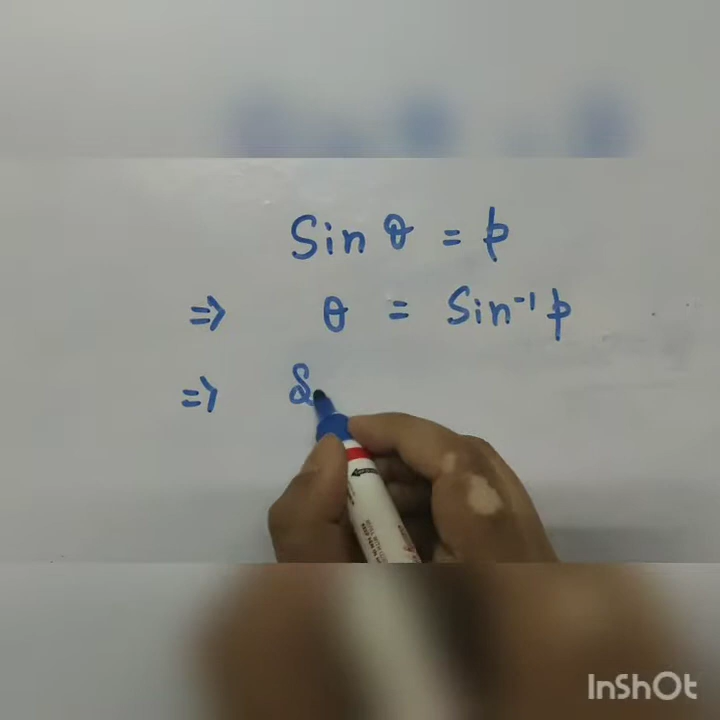 Sin θ = p
=> θ = Sin⁻¹ p
=> S
InShOt